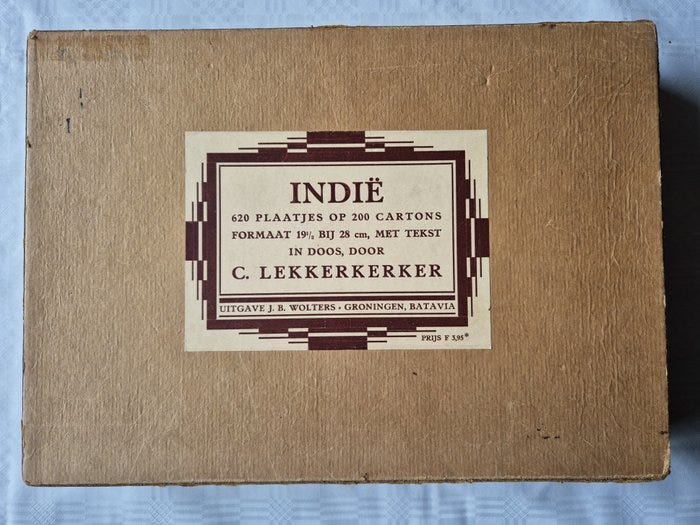 INDIË
620 PLAATJES OP 200 CARTONS
FORMAAT 19½ BIJ 28 cm, MET TEKST
IN DOOS, DOOR
C. LEKKERKERKER
UITGAVE J. B. WOLTERS - GRONINGEN, BATAVIA
PRIJS F 3,95*